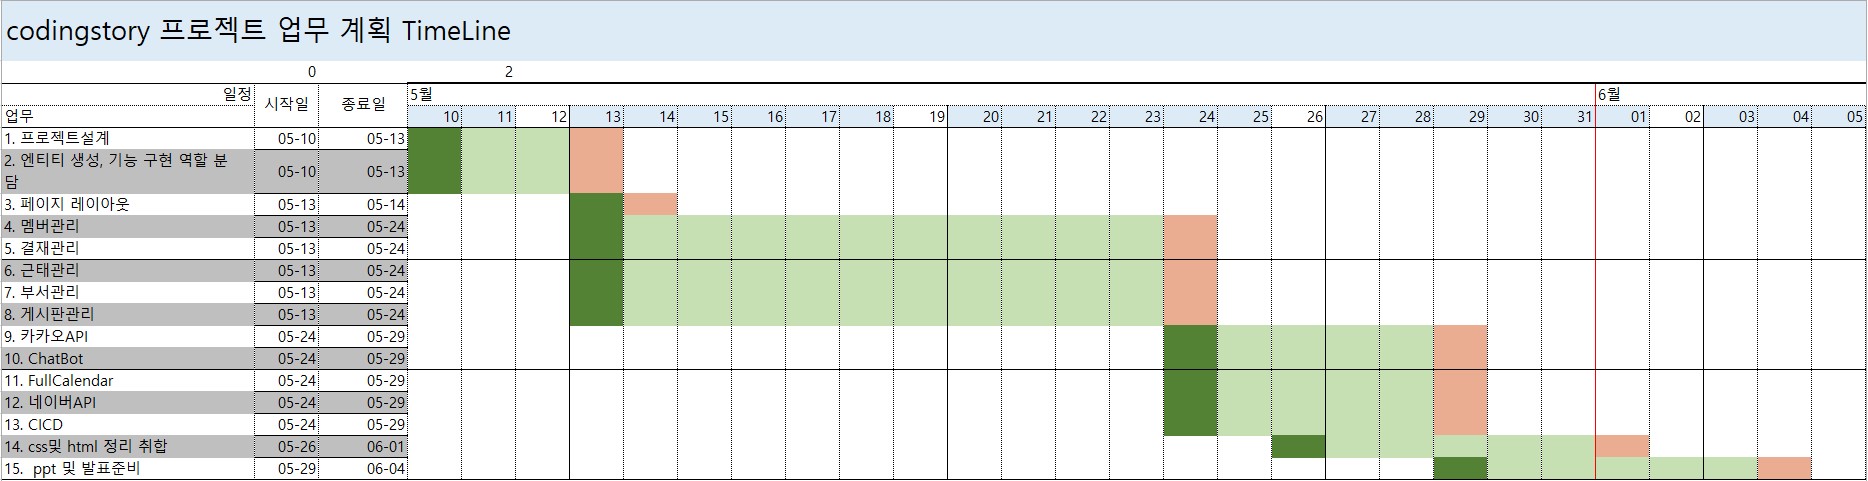 codingstory 프로젝트 업무 계획 TimeLine
0 2
일정 시작일 종료일 5월 6월
업무 10 11 12 13 14 15 16 17 18 19 20 21 22 23 24 25 26 27 28 29 30 31 01 02 03 04 05
1. 프로젝트설계 05-10 05-13
2. 엔티티 생성, 기능 구현 역할 분
담 05-10 05-13
3. 페이지 레이아웃 05-13 05-14
4. 멤버관리 05-13 05-24
5. 결재관리 05-13 05-24
6. 근태관리 05-13 05-24
7. 부서관리 05-13 05-24
8. 게시판관리 05-13 05-24
9. 카카오API 05-24 05-29
10. ChatBot 05-24 05-29
11. FullCalendar 05-24 05-29
12. 네이버API 05-24 05-29
13. CICD 05-24 05-29
14. css및 html 정리 취합 05-26 06-01
15. ppt 및 발표준비 05-29 06-04